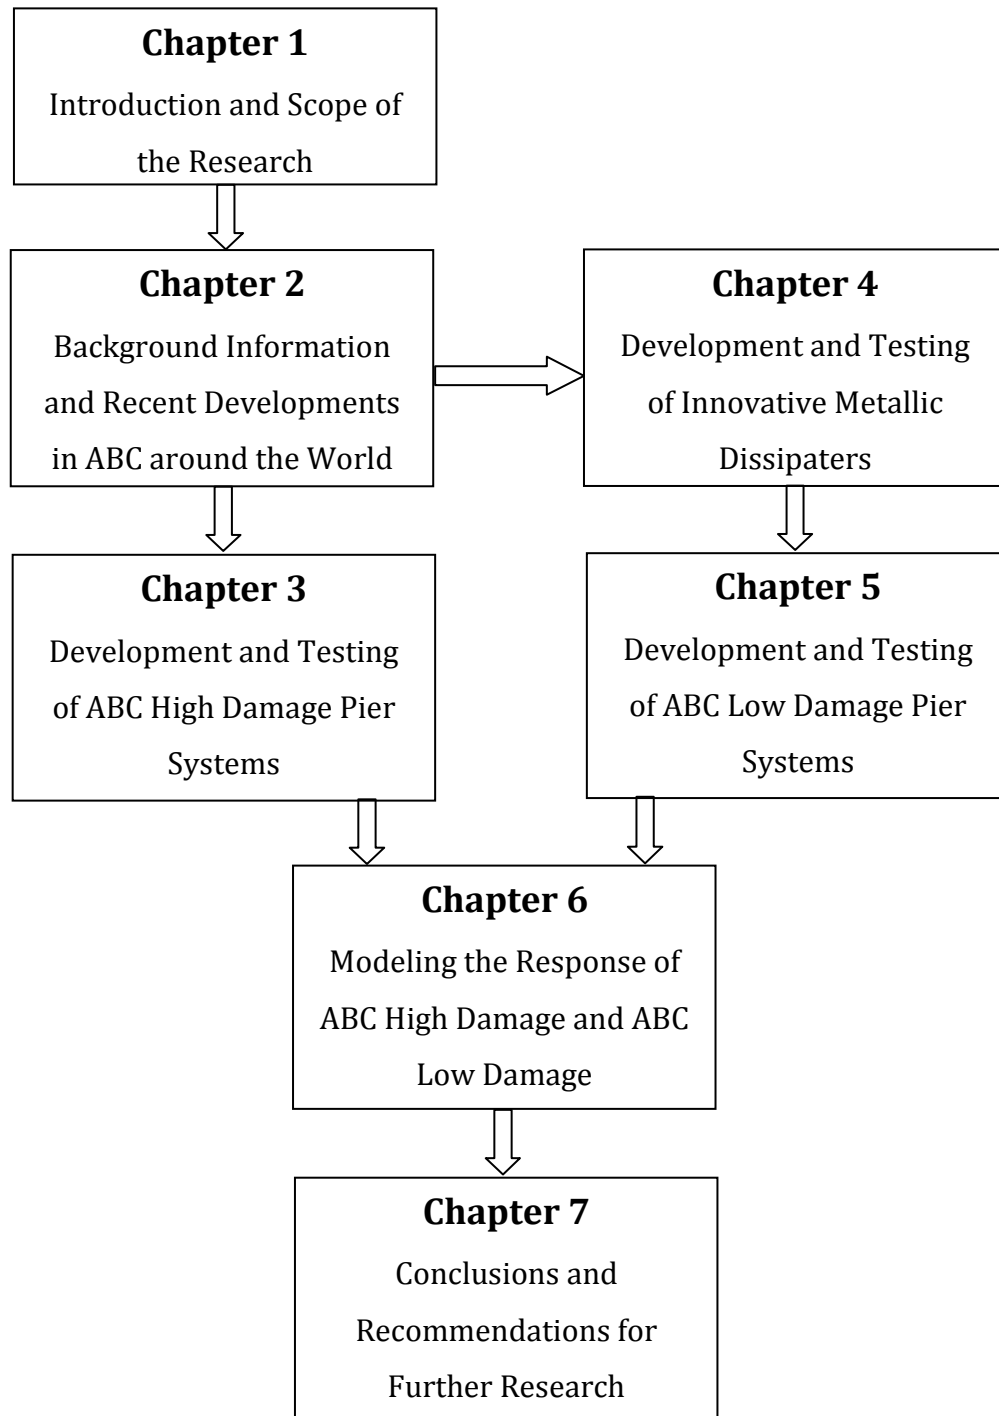 Chapter 1
Introduction and Scope of
the Research
Chapter 2
Background Information
and Recent Developments
in ABC around the World
Chapter 4
Development and Testing
of Innovative Metallic
Dissipaters
Chapter 3
Development and Testing
of ABC High Damage Pier
Systems
Chapter 5
Development and Testing
of ABC Low Damage Pier
Systems
Chapter 6
Modeling the Response of
ABC High Damage and ABC
Low Damage
Chapter 7
Conclusions and
Recommendations for
Further Research